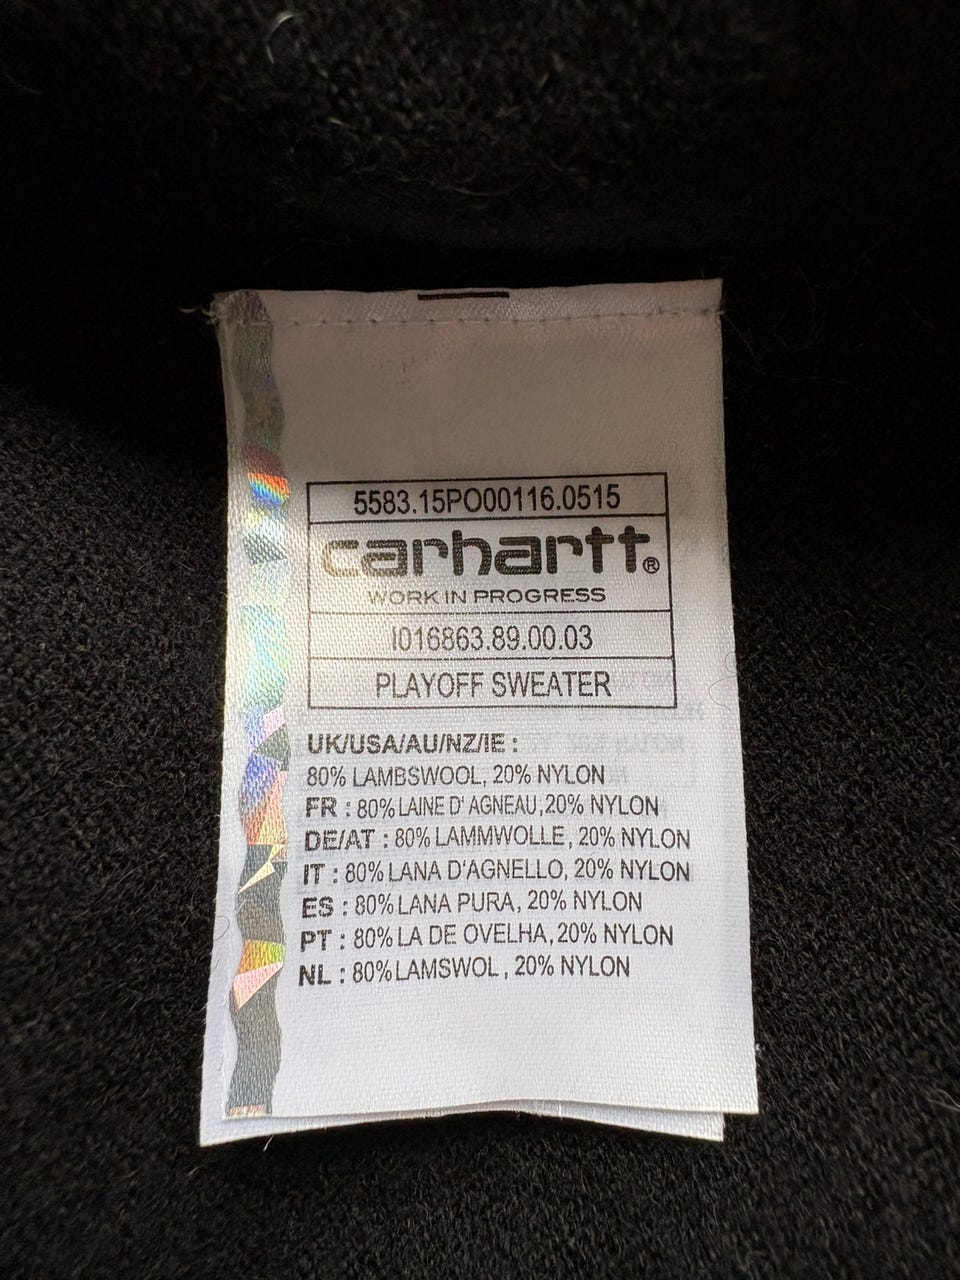 5583.15PO00116.0515
carhartt®
WORK IN PROGRESS
I016863.89.00.03
PLAYOFF SWEATER
UK/USA/AU/NZ/IE :
80% LAMBSWOOL, 20% NYLON
FR : 80% LAINE D' AGNEAU,20% NYLON
DE/AT : 80% LAMMWOLLE, 20% NYLON
IT : 80% LANA D'AGNELLO, 20% NYLON
ES : 80% LANA PURA, 20% NYLON
PT : 80% LA DE OVELHA, 20% NYLON
NL : 80% LAMSWOL , 20% NYLON